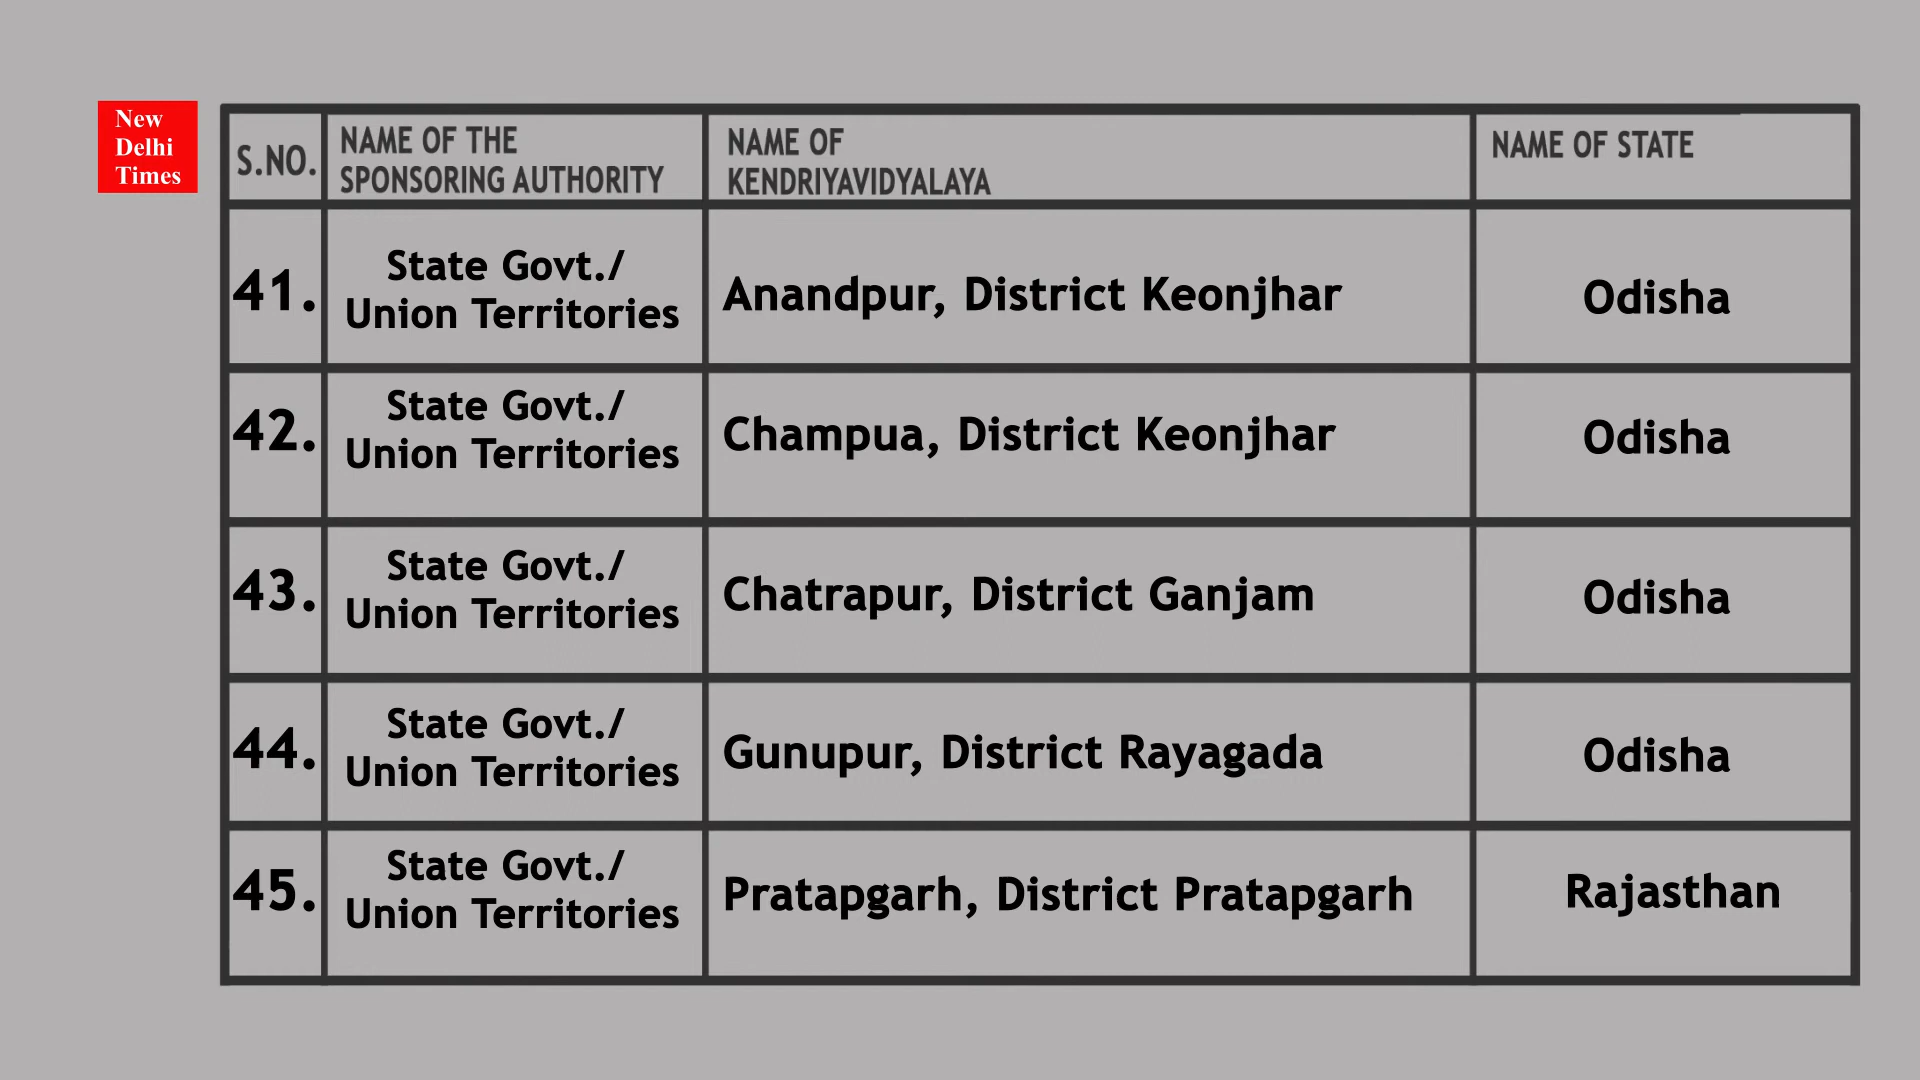 New
Delhi
Times
S.NO.
NAME OF THE
SPONSORING AUTHORITY
NAME OF
KENDRIYAVIDYALAYA
NAME OF STATE
41.
State Govt./
Union Territories
Anandpur, District Keonjhar
Odisha
42.
State Govt./
Union Territories
Champua, District Keonjhar
Odisha
43.
State Govt./
Union Territories
Chatrapur, District Ganjam
Odisha
44.
State Govt./
Union Territories
Gunupur, District Rayagada
Odisha
45.
State Govt./
Union Territories
Pratapgarh, District Pratapgarh
Rajasthan